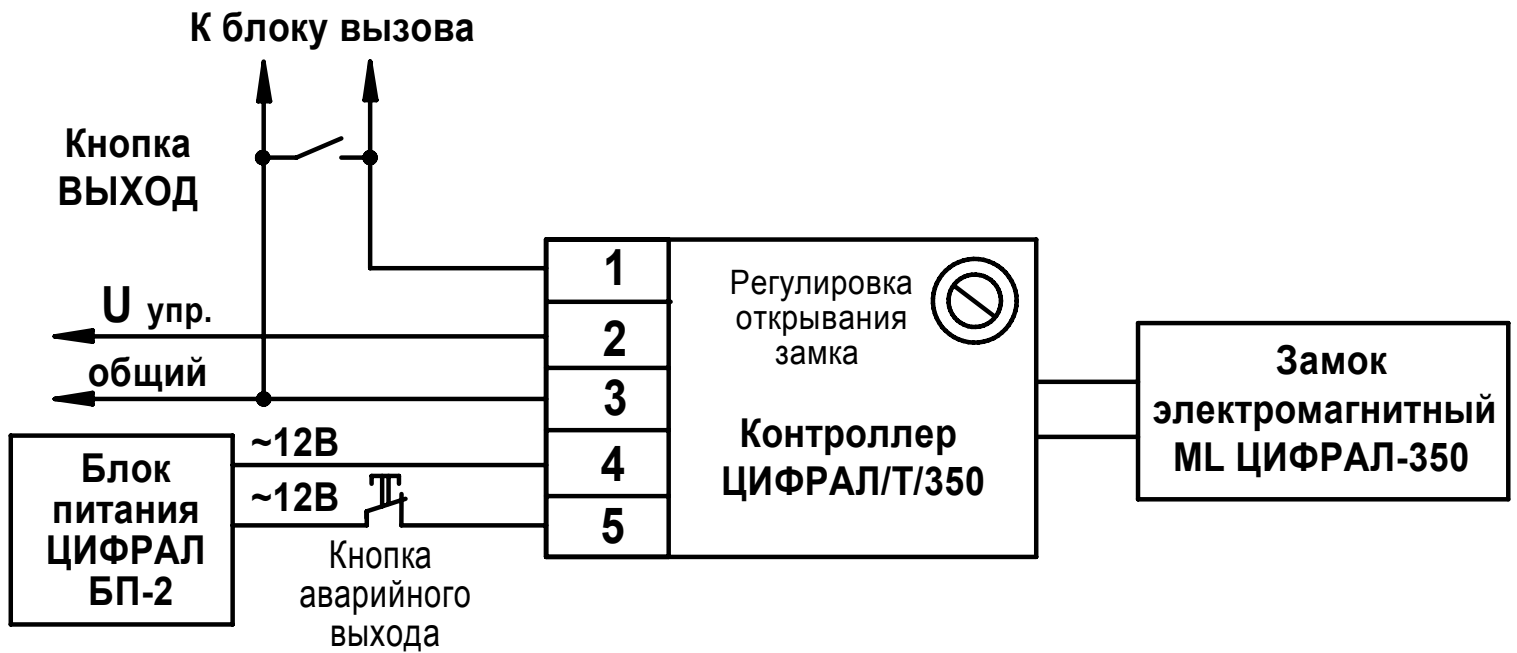 К блоку вызова
Кнопка
ВЫХОД
U упр.
общий
~12В
~12В
Блок
питания
ЦИФРАЛ
БП-2
Кнопка
аварийного
выхода
1
2
3
4
5
Регулировка
открывания
замка
Контроллер
ЦИФРАЛ/Т/350
Замок
электромагнитный
ML ЦИФРАЛ-350